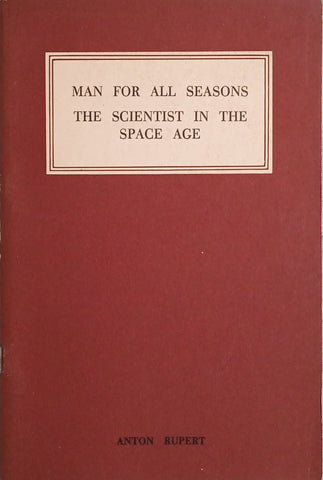 MAN FOR ALL SEASONS
THE SCIENTIST IN THE
SPACE AGE
ANTON RUPERT